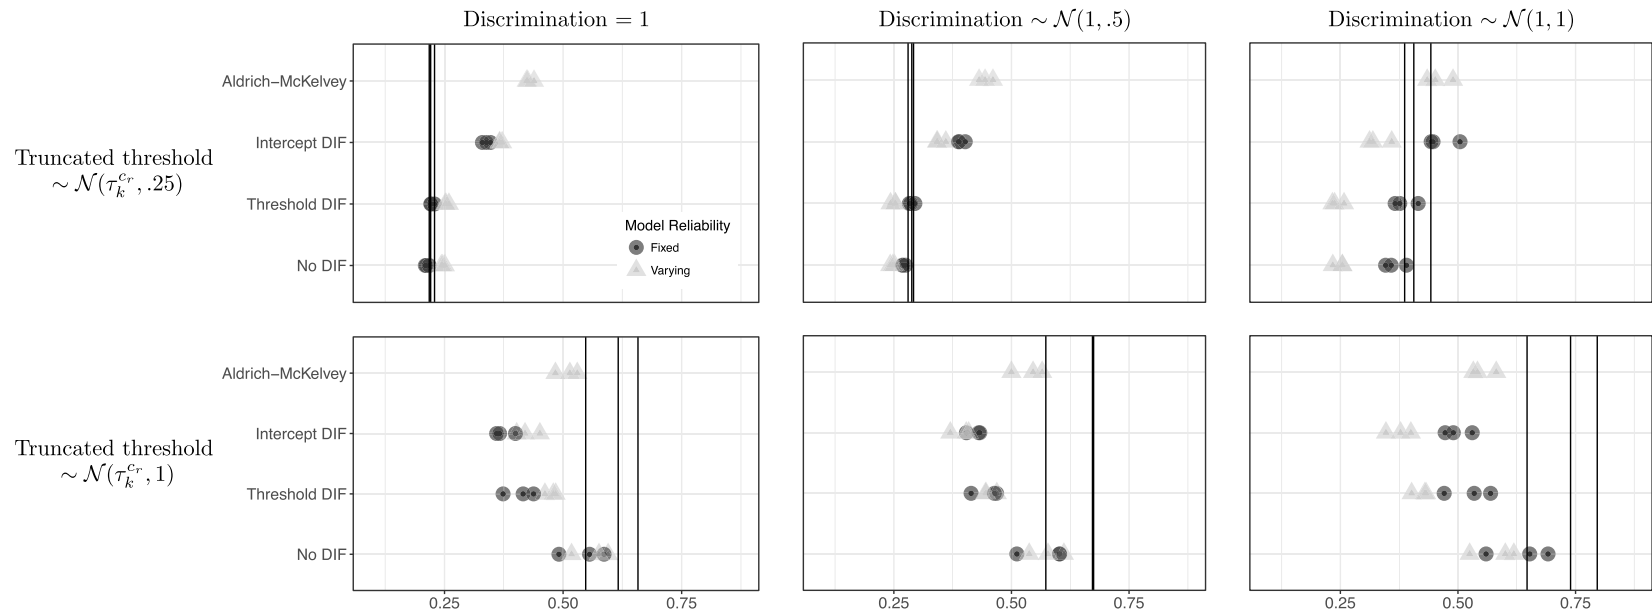 Discrimination = 1
Discrimination ∼ 𝒩(1, .5)
Discrimination ∼ 𝒩(1, 1)
Truncated threshold
∼ 𝒩(τ_k^{c_r}, .25)
Aldrich−McKelvey
Intercept DIF
Threshold DIF
No DIF
Model Reliability
Fixed
Varying
Truncated threshold
∼ 𝒩(τ_k^{c_r}, 1)
Aldrich−McKelvey
Intercept DIF
Threshold DIF
No DIF
0.25 0.50 0.75
0.25 0.50 0.75
0.25 0.50 0.75